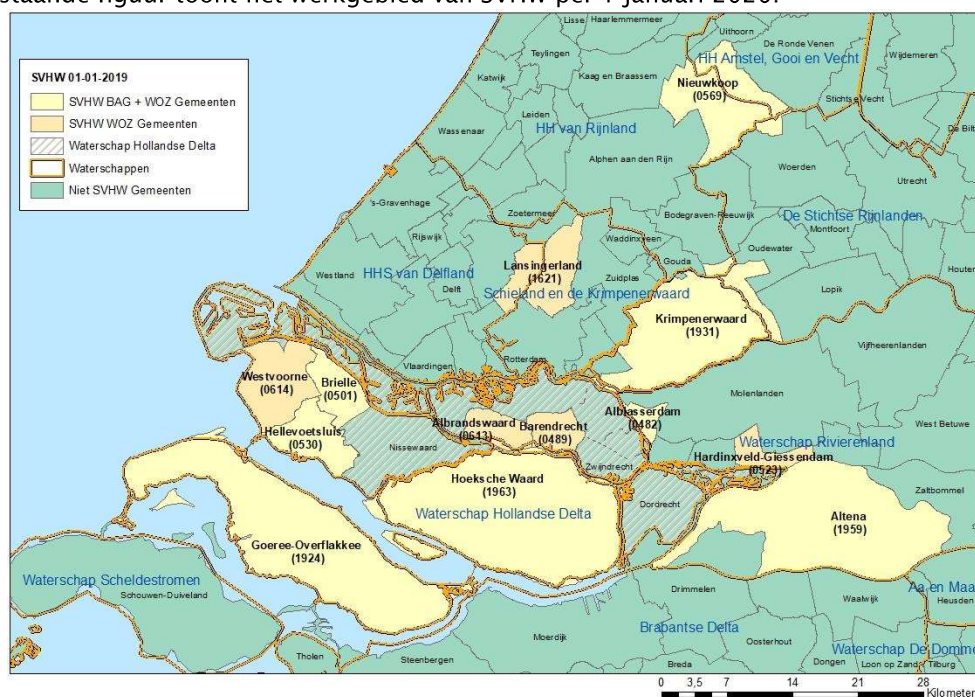 staande figuur toont het werkgebied van SVHW per 1 januari 2020.
SVHW 01-01-2019
SVHW BAG + WOZ Gemeenten
SVHW WOZ Gemeenten
Waterschap Hollandse Delta
Waterschappen
Niet SVHW Gemeenten
Lisse
Haarlemmermeer
Uithoorn
De Ronde Venen
Wijdemeren
HH Amstel, Gooi en Vecht
Teylingen
Katwijk
Kaag en Braassem
Nieuwkoop
(0569)
Stichtse Vecht
De Bilt
Leiden
Wassenaar
HH van Rijnland
Alphen aan den Rijn
Woerden
Utrecht
's-Gravenhage
Zoetermeer
Bodegraven-Reeuwijk
De Stichtse Rijnlanden
Montfoort
Rijswijk
Waddinxveen
Oudewater
Gouda
Houten
Westland
HHS van Delfland
Delft
Lansingerland
(1621)
Zuidplas
Schieland en de Krimpenerwaard
Lopik
Krimpenerwaard
(1931)
Vijfheerenlanden
Rotterdam
Vlaardingen
Westvoorne
(0614)
Brielle
(0501)
Molenlanden
Albrandswaard
(0613)
Barendrecht
(0489)
Alblasserdam
(0482)
West Betuwe
Hellevoetsluis
(0530)
Nissewaard
Waterschap Rivierenland
Hardinxveld-Giessendam
(0523)
Zwijndrecht
Hoeksche Waard
(1963)
Zaltbommel
Dordrecht
Waterschap Hollandse Delta
Altena
(1959)
Goeree-Overflakkee
(1924)
Waterschap Scheldestromen
Schouwen-Duiveland
Drimmelen
Waalwijk
Aa en Maa
Heusden
Brabantse Delta
Moerdijk
Oosterhout
Waterschap De Domme
Tholen
Steenbergen
Breda
Dongen
Loon op Zand
Tilburg
0 3,5 7 14 21 28
Kilometer